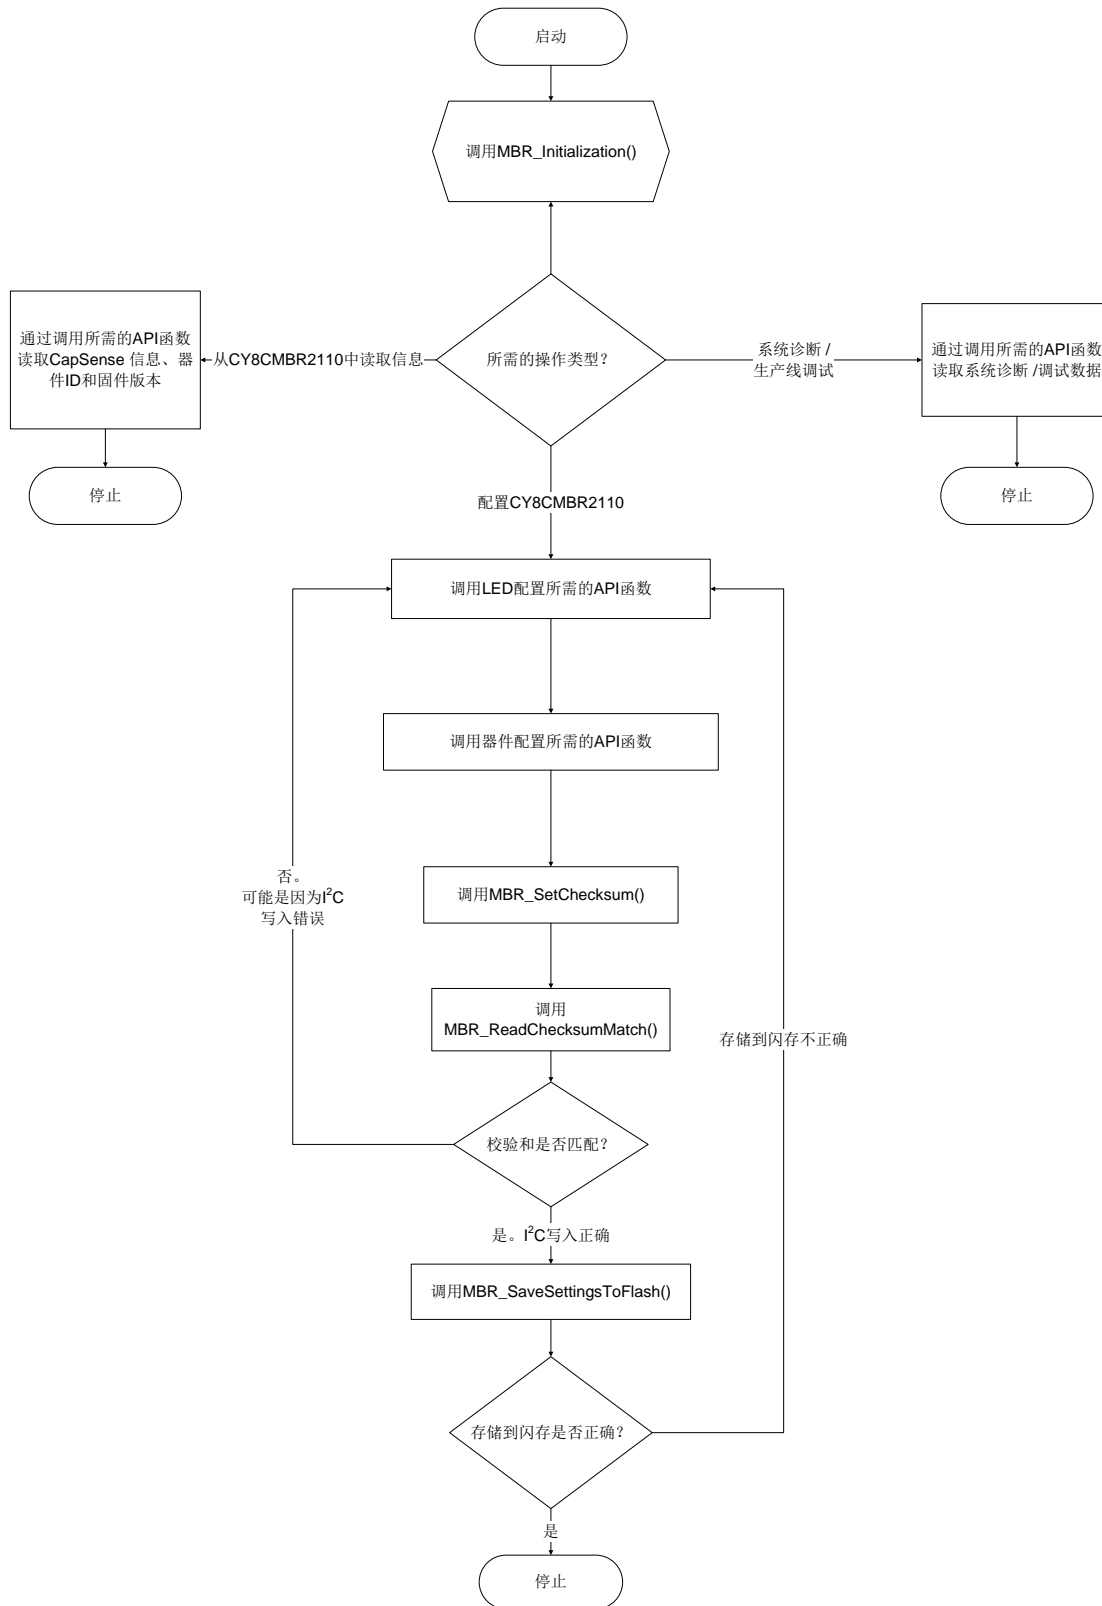 启动
调用MBR_Initialization()
通过调用所需的API函数
读取CapSense 信息、器
件ID和固件版本
从CY8CMBR2110中读取信息
所需的操作类型？
系统诊断 /
生产线调试
通过调用所需的API函数
读取系统诊断 /调试数据
停止
停止
配置CY8CMBR2110
调用LED配置所需的API函数
调用器件配置所需的API函数
否。
可能是因为I²C
写入错误
调用MBR_SetChecksum()
调用
MBR_ReadChecksumMatch()
存储到闪存不正确
校验和是否匹配？
是。I²C写入正确
调用MBR_SaveSettingsToFlash()
存储到闪存是否正确？
是
停止